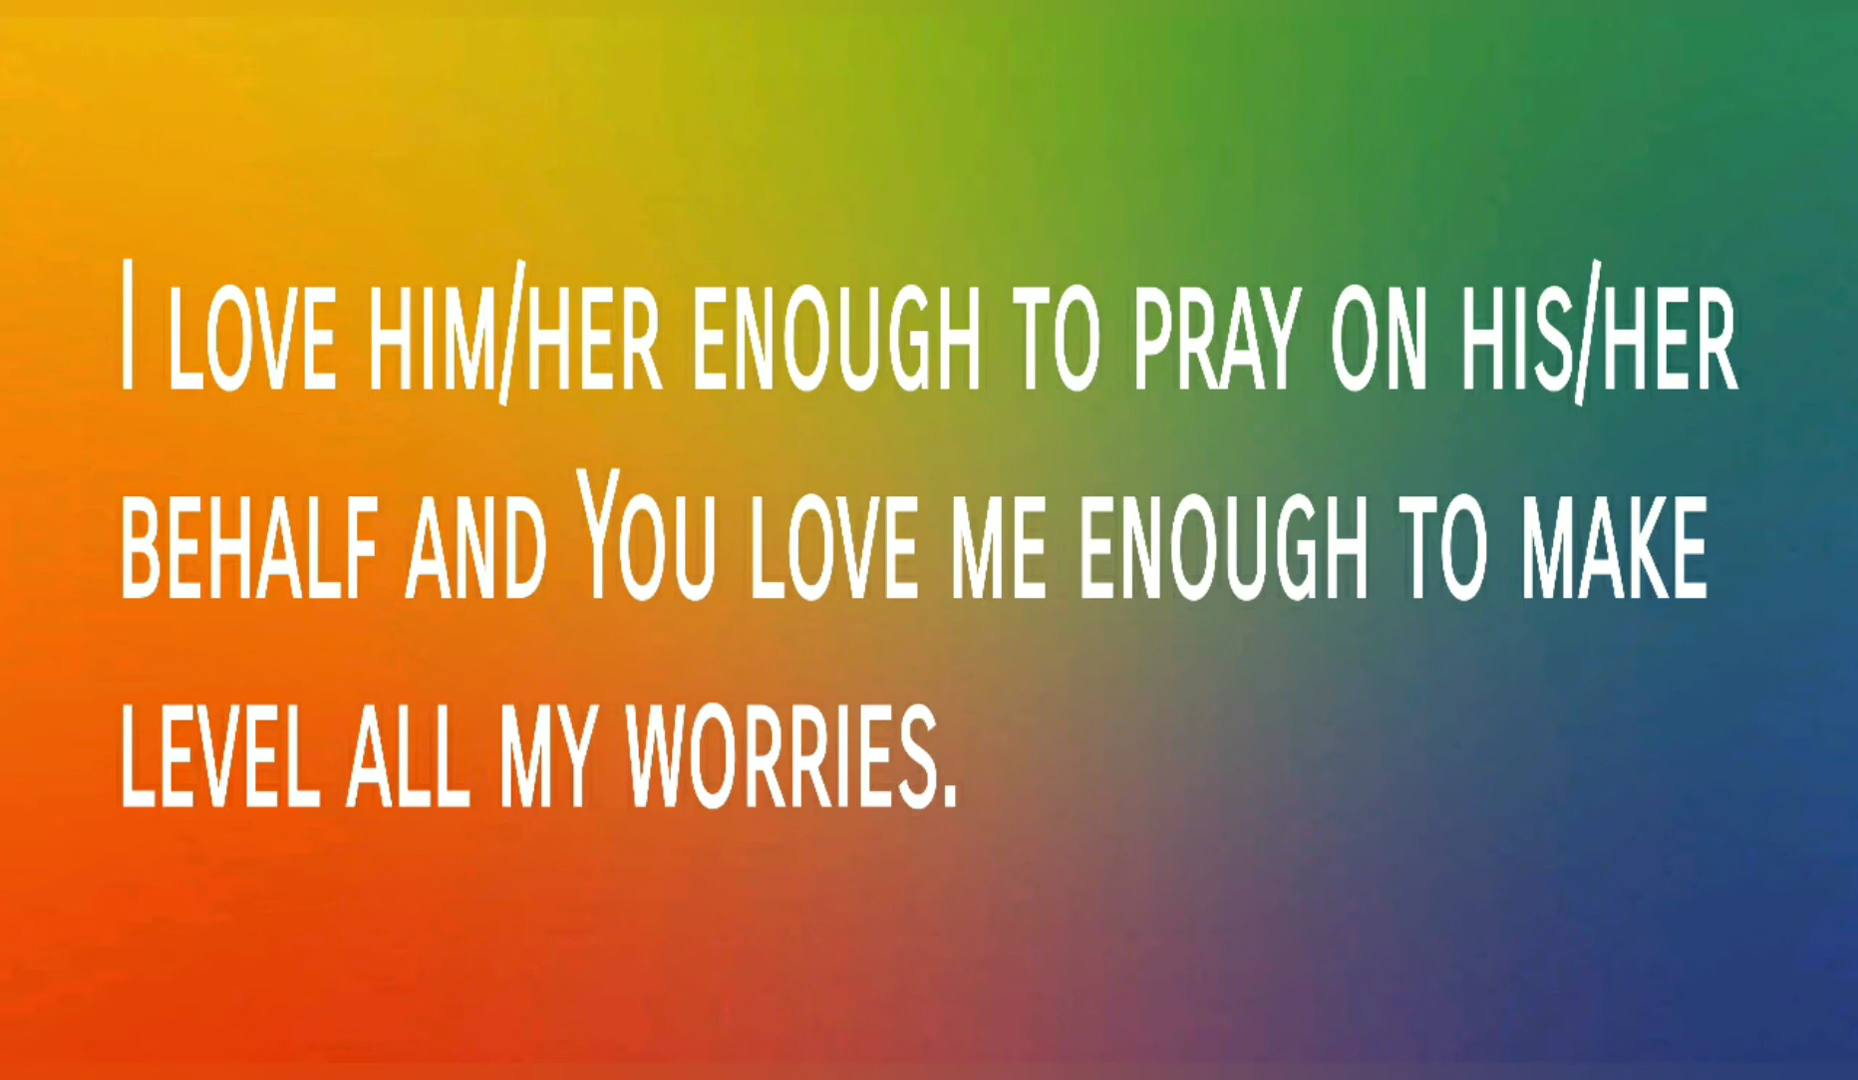 I love him/her enough to pray on his/her
behalf and You love me enough to make
level all my worries.